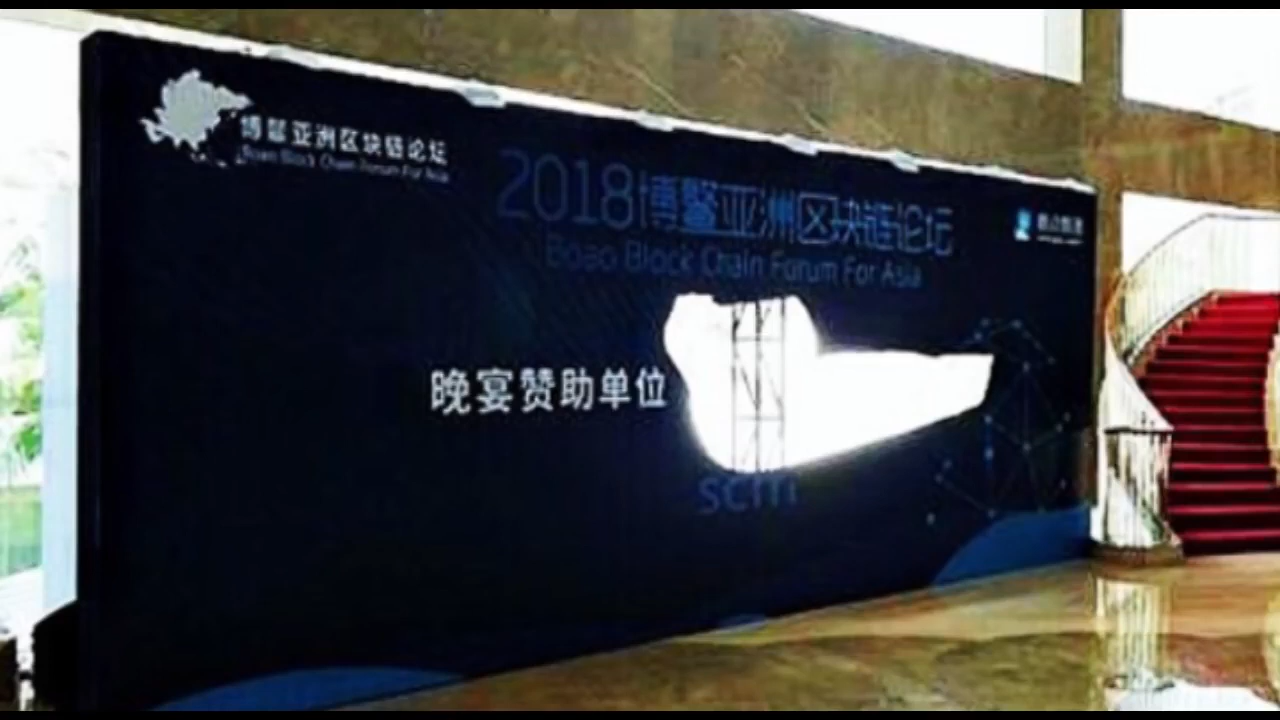 博鳌亚洲区块链论坛
Boao Block Chain Forum For Asia
2018博鳌亚洲区块链论坛
Boao Block Chain Forum For Asia
晚宴赞助单位